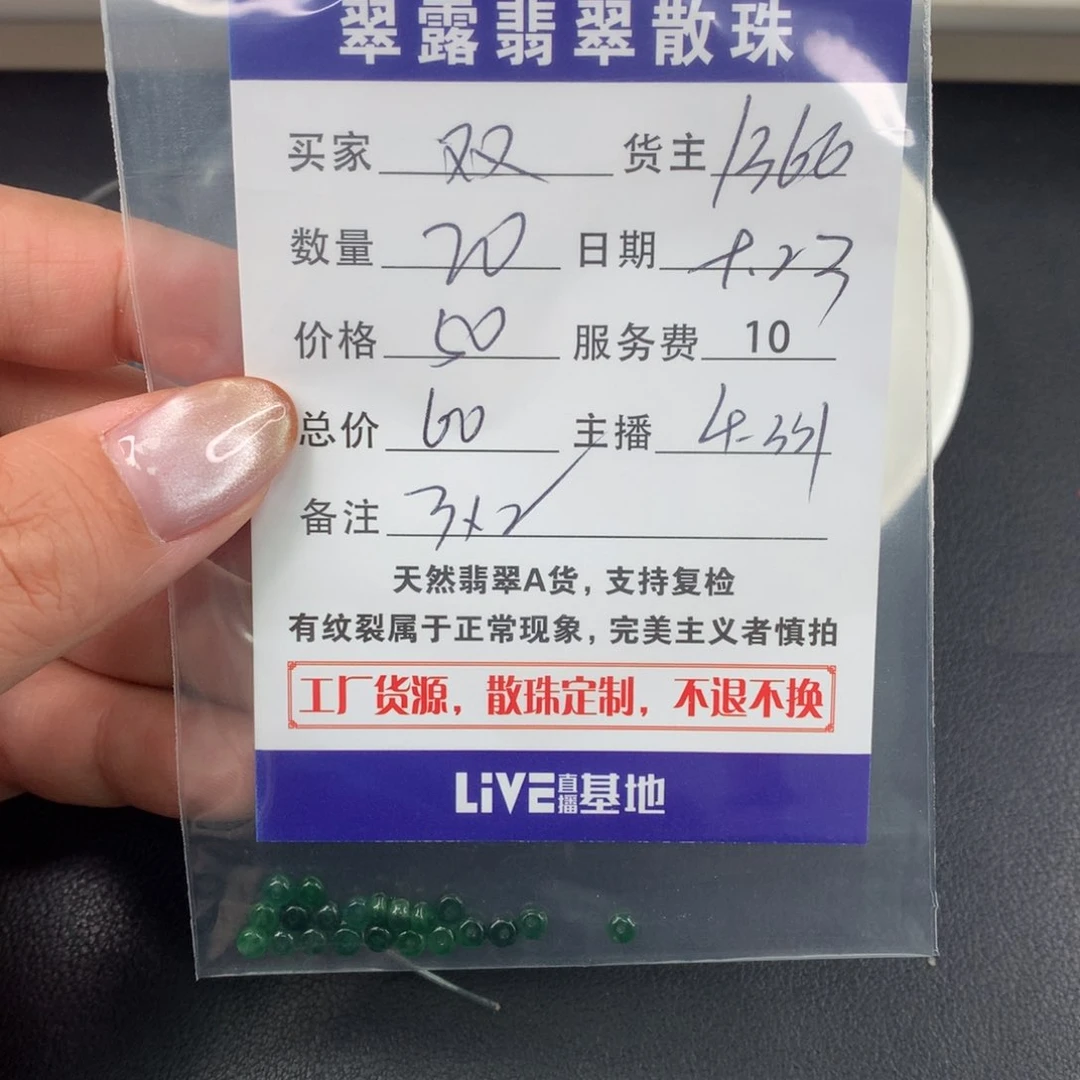 翠露翡翠散珠
买家 双 货主 1366
数量 20 日期 4.23
价格 50 服务费 10
总价 60 主播
备注 3x2
天然翡翠A货，支持复检
有纹裂属于正常现象，完美主义者慎拍
工厂货源，散珠定制，不退不换
LiVE直播基地